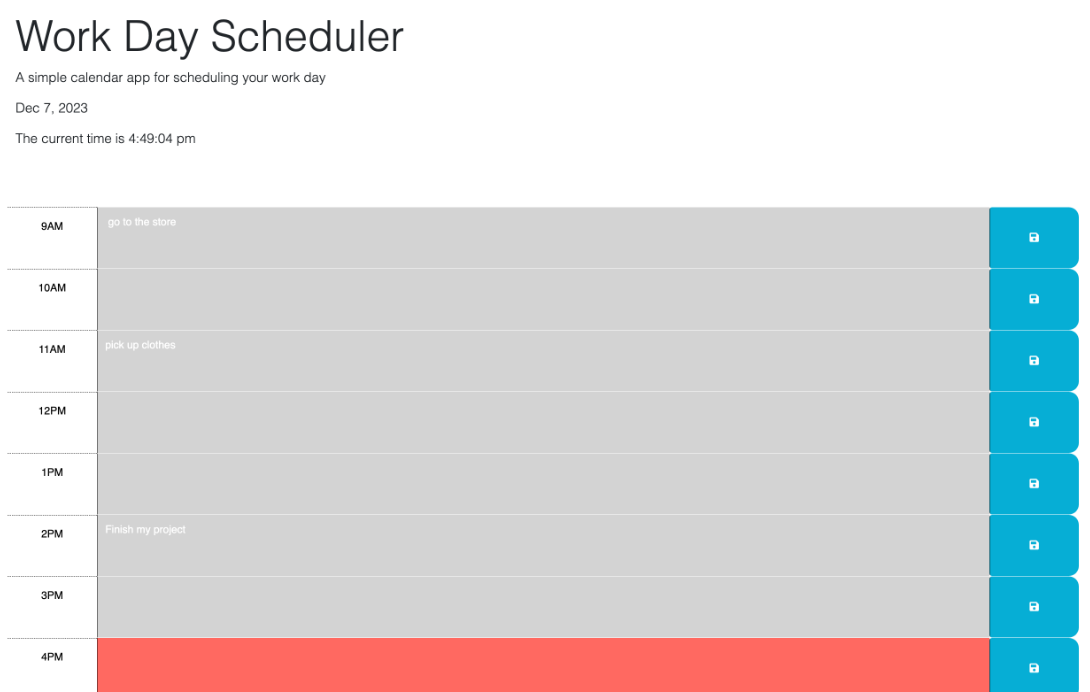 Work Day Scheduler
A simple calendar app for scheduling your work day
Dec 7, 2023
The current time is 4:49:04 pm
9AM
go to the store
10AM
11AM
pick up clothes
12PM
1PM
2PM
Finish my project
3PM
4PM